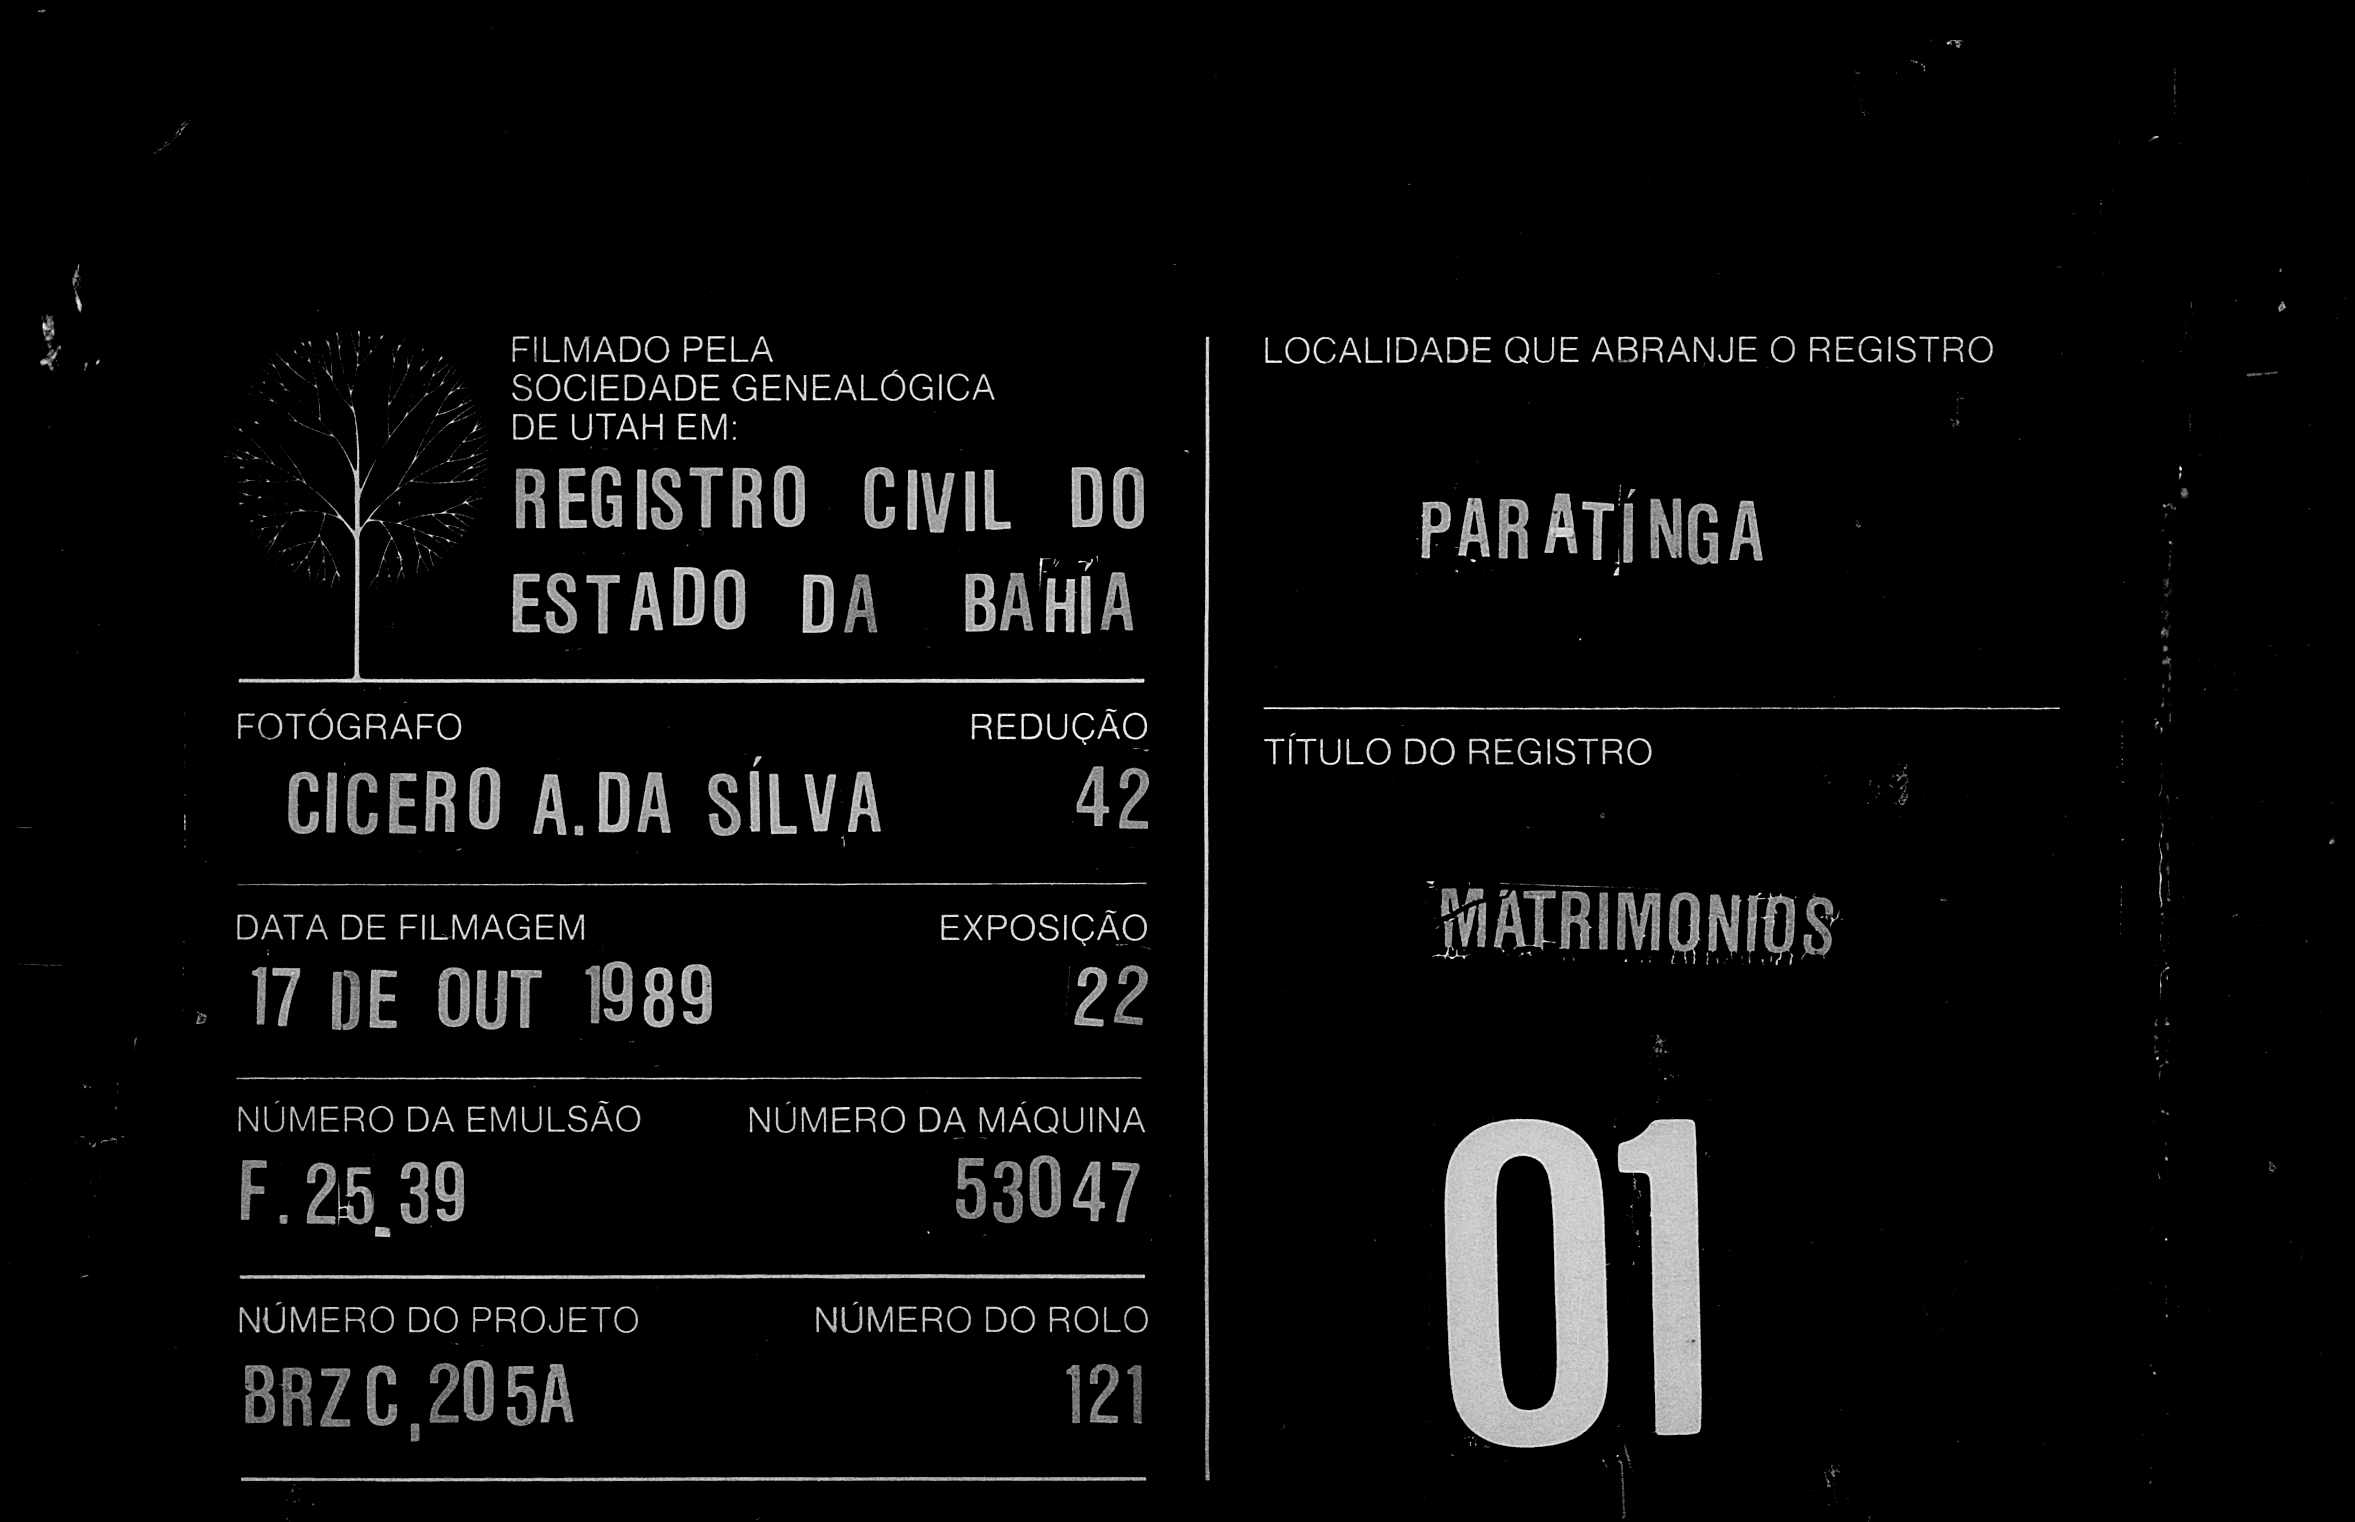 FILMADO PELA
SOCIEDADE GENEALÓGICA
DE UTAH EM:
REGISTRO CIVIL DO
ESTADO DA BAHÍA
FOTÓGRAFO REDUÇÃO
CICERO A. DA SÍLVA 42
DATA DE FILMAGEM EXPOSIÇÃO
17 DE OUT 1989 22
NÚMERO DA EMULSÃO NÚMERO DA MÁQUINA
F. 25.39 53047
NÚMERO DO PROJETO NÚMERO DO ROLO
BRZC,205A 121
LOCALIDADE QUE ABRANJE O REGISTRO
PARATÍNGA
TÍTULO DO REGISTRO
MATRIMONIOS
01